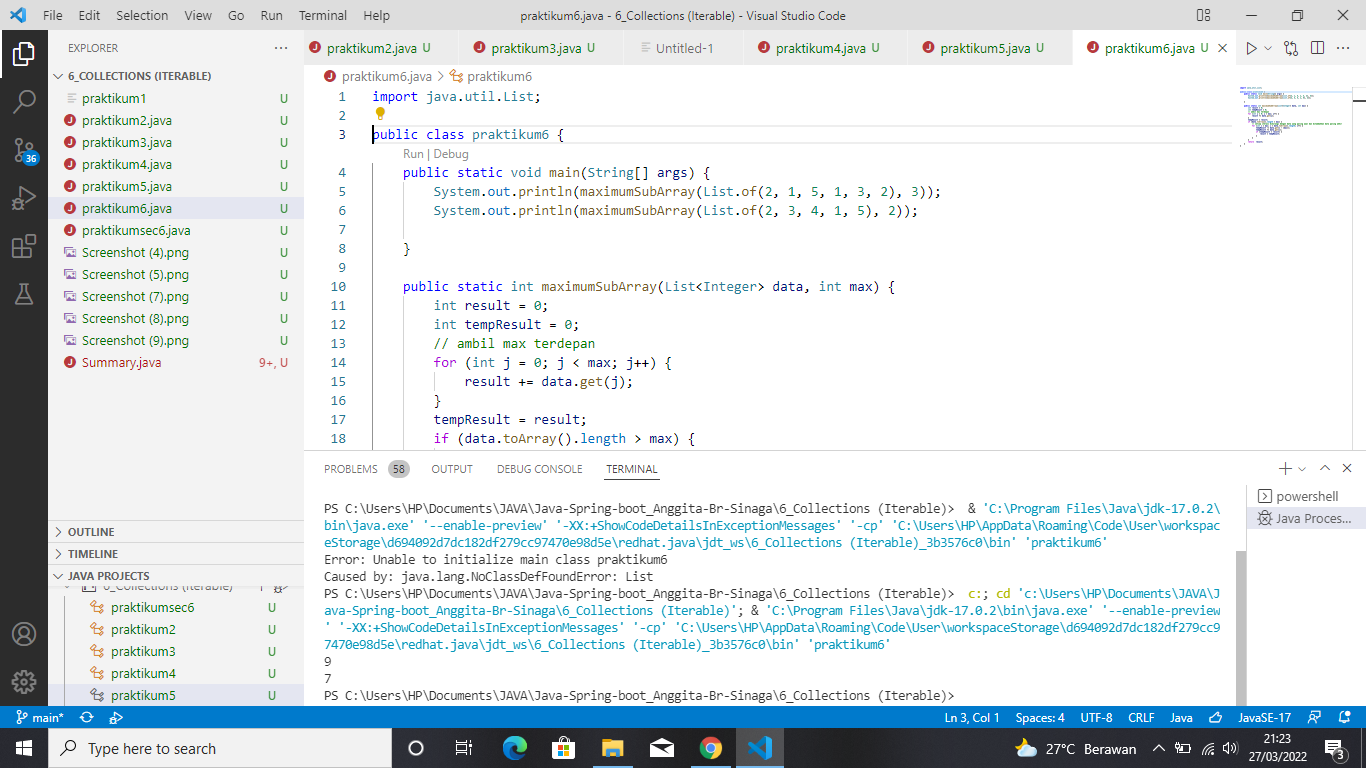 File Edit Selection View Go Run Terminal Help
praktikum6.java - 6_Collections (Iterable) - Visual Studio Code
EXPLORER
6_COLLECTIONS (ITERABLE)
praktikum1 U
praktikum2.java U
praktikum3.java U
praktikum4.java U
praktikum5.java U
praktikum6.java U
praktikumsec6.java U
Screenshot (4).png U
Screenshot (5).png U
Screenshot (7).png U
Screenshot (8).png U
Screenshot (9).png U
Summary.java 9+, U
36
OUTLINE
TIMELINE
JAVA PROJECTS
6_Collections (Iterable)
praktikumsec6 U
praktikum2 U
praktikum3 U
praktikum4 U
praktikum5 U
praktikum2.java U praktikum3.java U Untitled-1 praktikum4.java U praktikum5.java U praktikum6.java U
praktikum6.java > praktikum6
1 import java.util.List;
2
3 public class praktikum6 {
Run | Debug
4 public static void main(String[] args) {
5 System.out.println(maximumSubArray(List.of(2, 1, 5, 1, 3, 2), 3));
6 System.out.println(maximumSubArray(List.of(2, 3, 4, 1, 5), 2));
7
8 }
9
10 public static int maximumSubArray(List<Integer> data, int max) {
11 int result = 0;
12 int tempResult = 0;
13 // ambil max terdepan
14 for (int j = 0; j < max; j++) {
15 result += data.get(j);
16 }
17 tempResult = result;
18 if (data.toArray().length > max) {
PROBLEMS 58 OUTPUT DEBUG CONSOLE TERMINAL
PS C:\Users\HP\Documents\JAVA\Java-Spring-boot_Anggita-Br-Sinaga\6_Collections (Iterable)> & 'C:\Program Files\Java\jdk-17.0.2\
bin\java.exe' '--enable-preview' '-XX:+ShowCodeDetailsInExceptionMessages' '-cp' 'C:\Users\HP\AppData\Roaming\Code\User\workspac
eStorage\d694092d7dc182df279cc97470e98d5e\redhat.java\jdt_ws\6_Collections (Iterable)_3b3576c0\bin' 'praktikum6'
Error: Unable to initialize main class praktikum6
Caused by: java.lang.NoClassDefFoundError: List
PS C:\Users\HP\Documents\JAVA\Java-Spring-boot_Anggita-Br-Sinaga\6_Collections (Iterable)> c:; cd 'c:\Users\HP\Documents\JAVA\J
ava-Spring-boot_Anggita-Br-Sinaga\6_Collections (Iterable)'; & 'C:\Program Files\Java\jdk-17.0.2\bin\java.exe' '--enable-preview
' '-XX:+ShowCodeDetailsInExceptionMessages' '-cp' 'C:\Users\HP\AppData\Roaming\Code\User\workspaceStorage\d694092d7dc182df279cc9
7470e98d5e\redhat.java\jdt_ws\6_Collections (Iterable)_3b3576c0\bin' 'praktikum6'
9
7
PS C:\Users\HP\Documents\JAVA\Java-Spring-boot_Anggita-Br-Sinaga\6_Collections (Iterable)>
powershell
Java Proces...
main* Ln 3, Col 1 Spaces: 4 UTF-8 CRLF Java JavaSE-17
Type here to search
27°C Berawan
21:23
27/03/2022
3